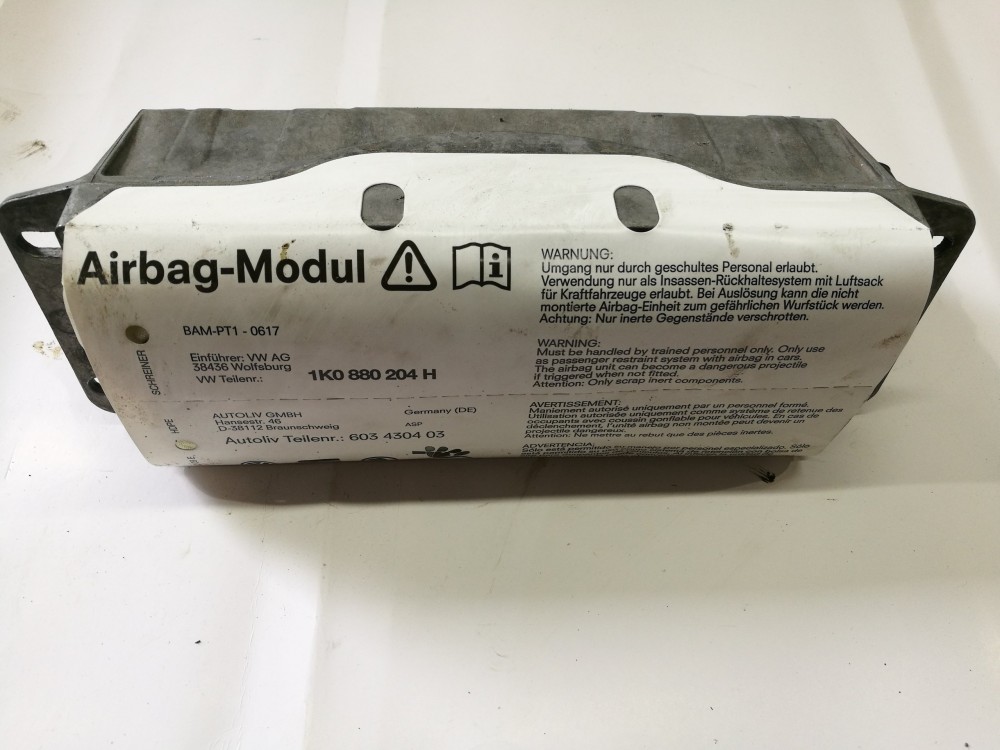 Airbag-Modul
BAM-PT1 - 0617
Einführer: VW AG
38436 Wolfsburg
VW Teilenr.: 1K0 880 204 H
SCHREINER
AUTOLIV GMBH
Hansestr. 46
D-38112 Braunschweig
Germany (DE)
ASP
Autoliv Teilenr.: 603 4304 03
WARNUNG:
Umgang nur durch geschultes Personal erlaubt.
Verwendung nur als Insassen-Rückhaltesystem mit Luftsack
für Kraftfahrzeuge erlaubt. Bei Auslösung kann die nicht
montierte Airbag-Einheit zum gefährlichen Wurfstück werden.
Achtung: Nur inerte Gegenstände verschrotten.
WARNING:
Must be handled by trained personnel only. Only use
as passenger restraint system with airbag in cars.
The airbag unit can become a dangerous projectile
if triggered when not fitted.
Attention: Only scrap inert components.
AVERTISSEMENT:
Maniement autorisé uniquement par un personnel formé.
Utilisation autorisée uniquement comme système de retenue des
occupants avec coussin gonflable pour véhicules. En cas de
déclenchement, l'unité airbag non montée peut devenir un
projectile dangereux.
Attention: Ne mettre au rebut que des pièces inertes.
ADVERTENCIA: